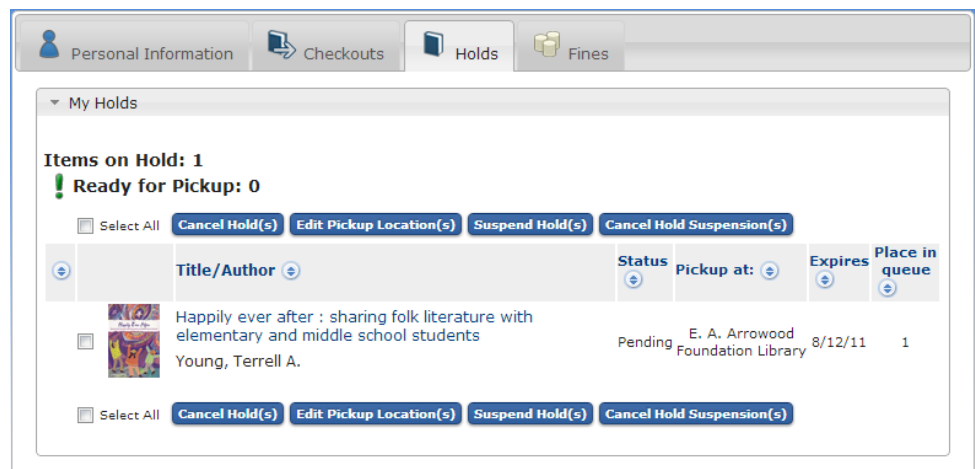 Personal Information Checkouts Holds Fines
My Holds
Items on Hold: 1
Ready for Pickup: 0
Select All Cancel Hold(s) Edit Pickup Location(s) Suspend Hold(s) Cancel Hold Suspension(s)
Title/Author Status Pickup at: Expires Place in queue
Happily ever after : sharing folk literature with
elementary and middle school students
Young, Terrell A.
Pending E. A. Arrowood Foundation Library 8/12/11 1
Select All Cancel Hold(s) Edit Pickup Location(s) Suspend Hold(s) Cancel Hold Suspension(s)